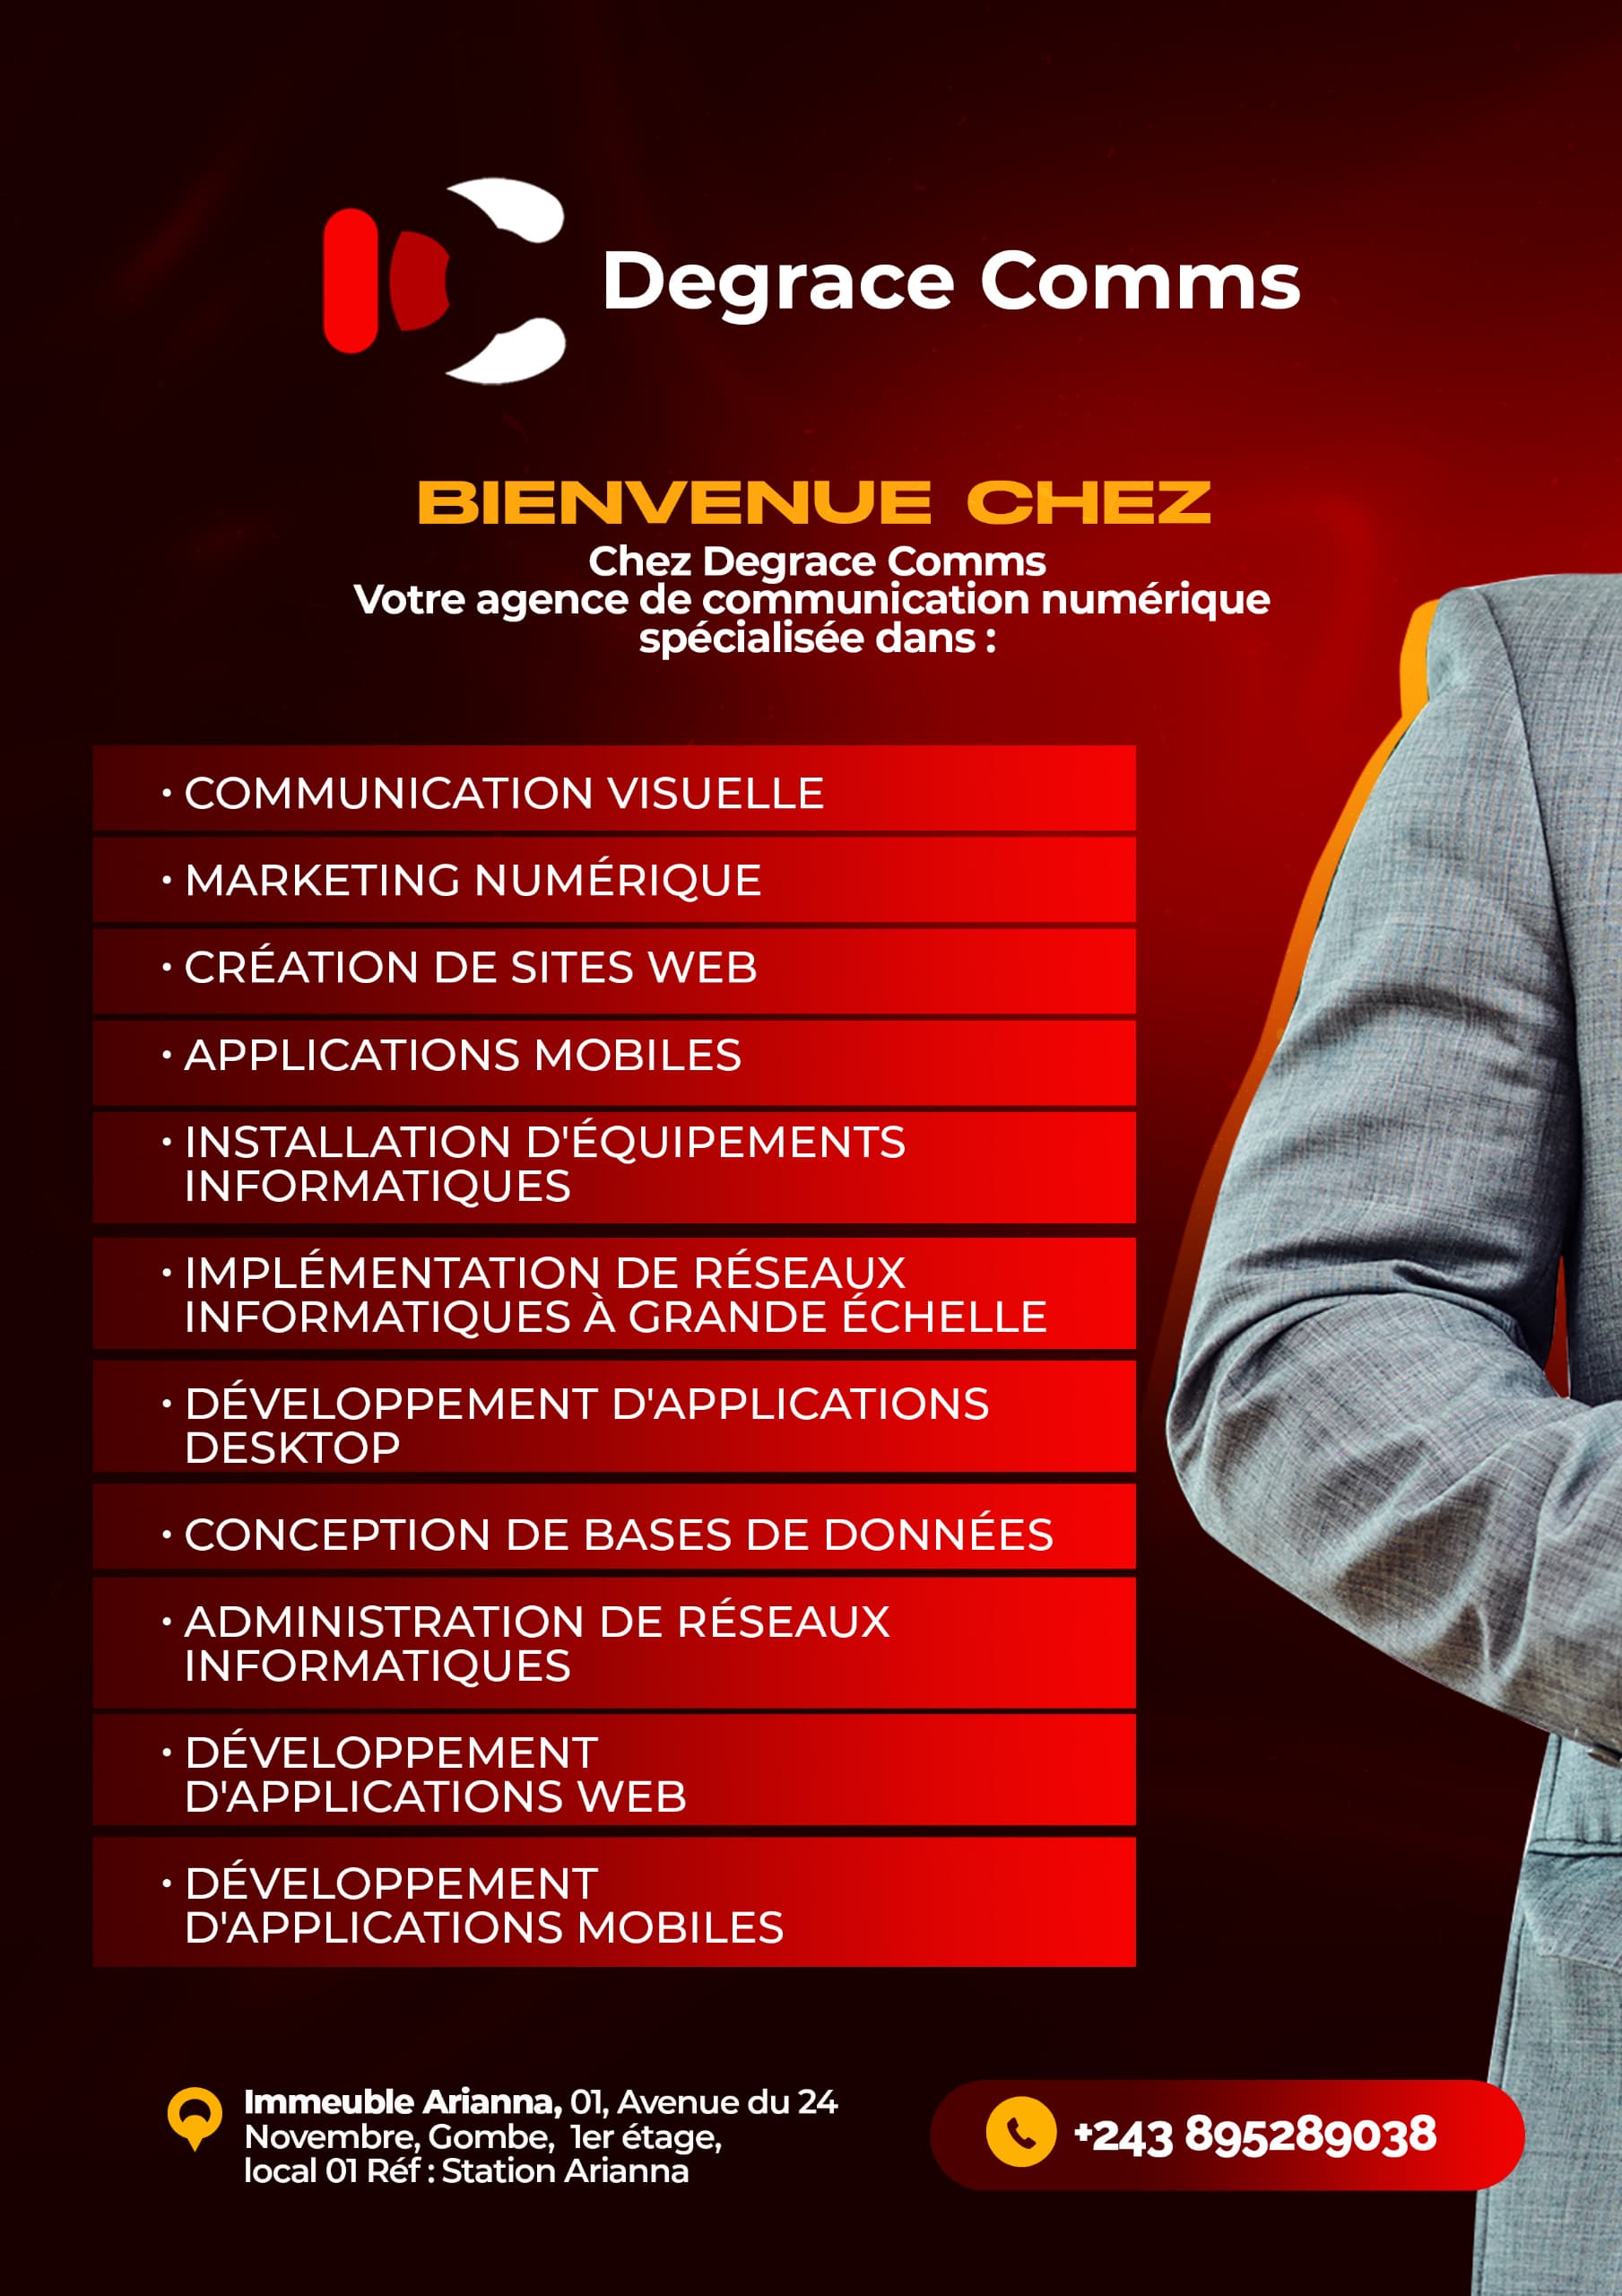 Degrace Comms
BIENVENUE CHEZ
Chez Degrace Comms
Votre agence de communication numérique
spécialisée dans :
• COMMUNICATION VISUELLE
• MARKETING NUMÉRIQUE
• CRÉATION DE SITES WEB
• APPLICATIONS MOBILES
• INSTALLATION D'ÉQUIPEMENTS
INFORMATIQUES
• IMPLÉMENTATION DE RÉSEAUX
INFORMATIQUES À GRANDE ÉCHELLE
• DÉVELOPPEMENT D'APPLICATIONS
DESKTOP
• CONCEPTION DE BASES DE DONNÉES
• ADMINISTRATION DE RÉSEAUX
INFORMATIQUES
• DÉVELOPPEMENT
D'APPLICATIONS WEB
• DÉVELOPPEMENT
D'APPLICATIONS MOBILES
Immeuble Arianna, 01, Avenue du 24
Novembre, Gombe, 1er étage,
local 01 Réf : Station Arianna
+243 895289038